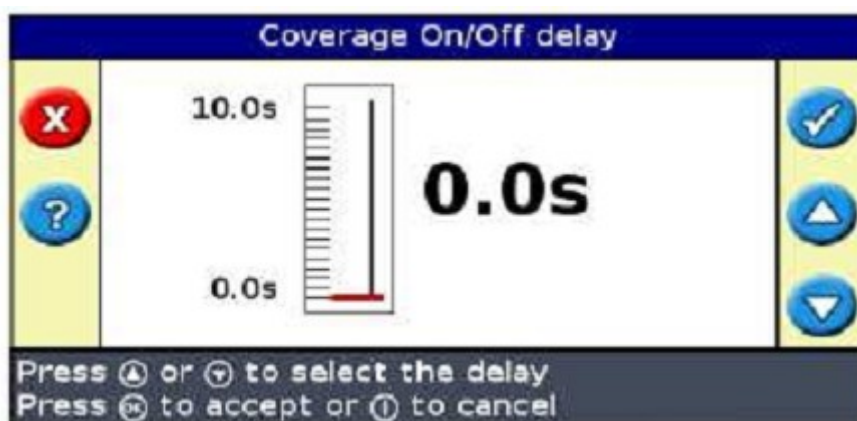 Coverage On/Off delay
X
10.0s
?
0.0s
0.0s
Press ▲ or ▼ to select the delay
Press OK to accept or ⏼ to cancel